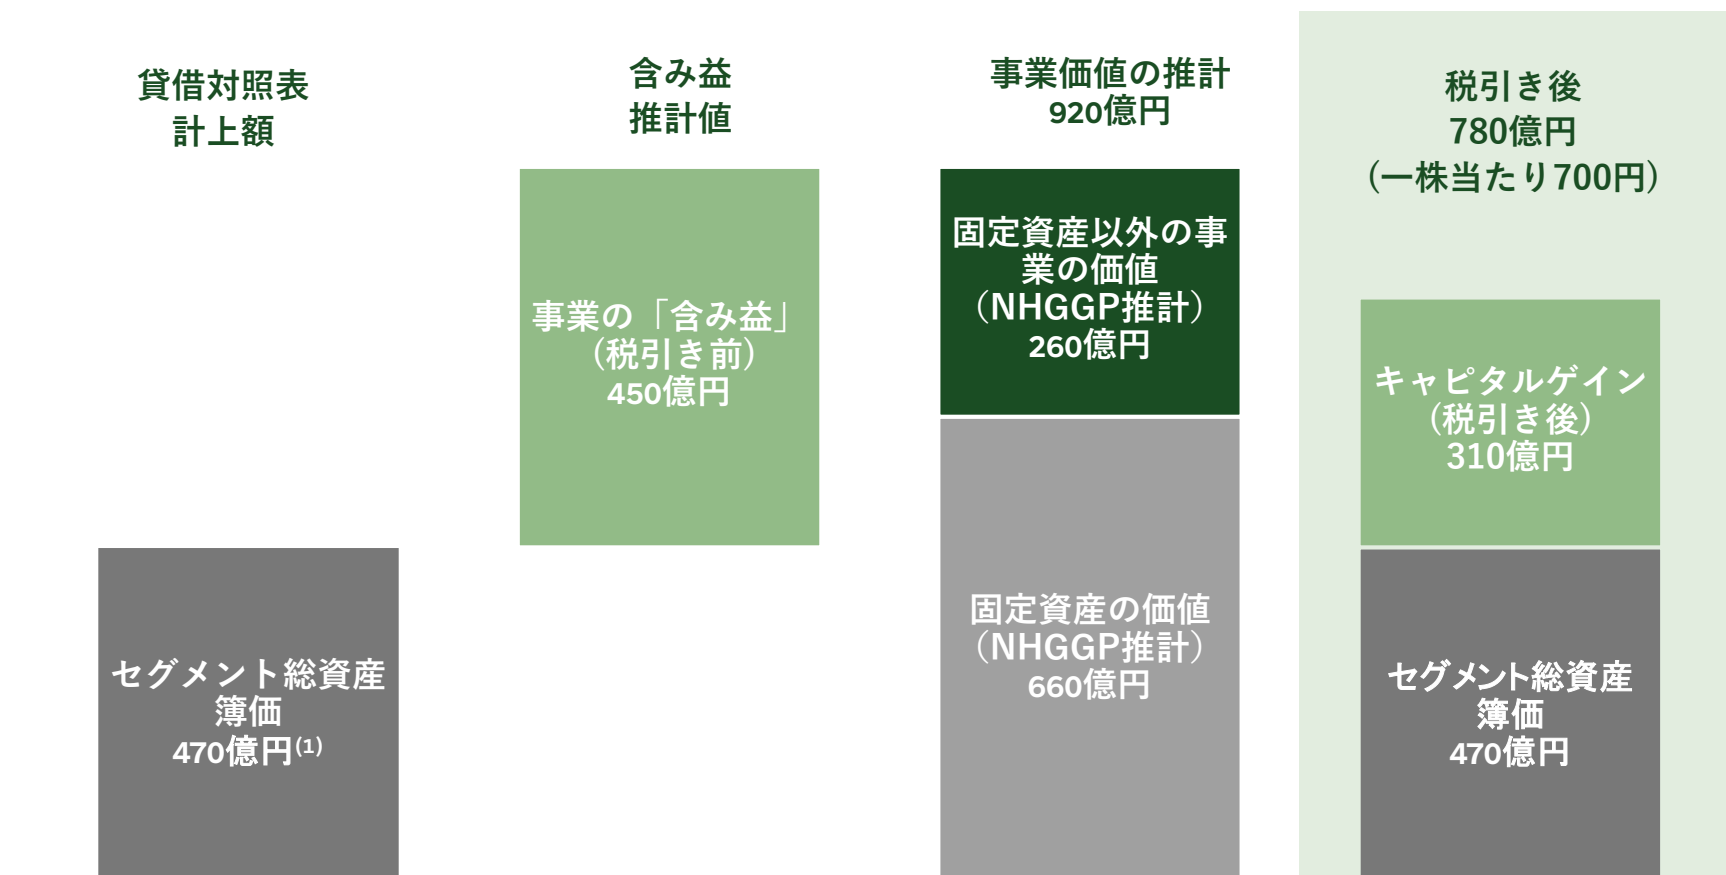 貸借対照表
計上額
セグメント総資産
簿価
470億円(1)
含み益
推計値
事業の「含み益」
（税引き前）
450億円
事業価値の推計
920億円
固定資産以外の事
業の価値
（NHGGP推計）
260億円
固定資産の価値
（NHGGP推計）
660億円
税引き後
780億円
（一株当たり700円）
キャピタルゲイン
（税引き後）
310億円
セグメント総資産
簿価
470億円